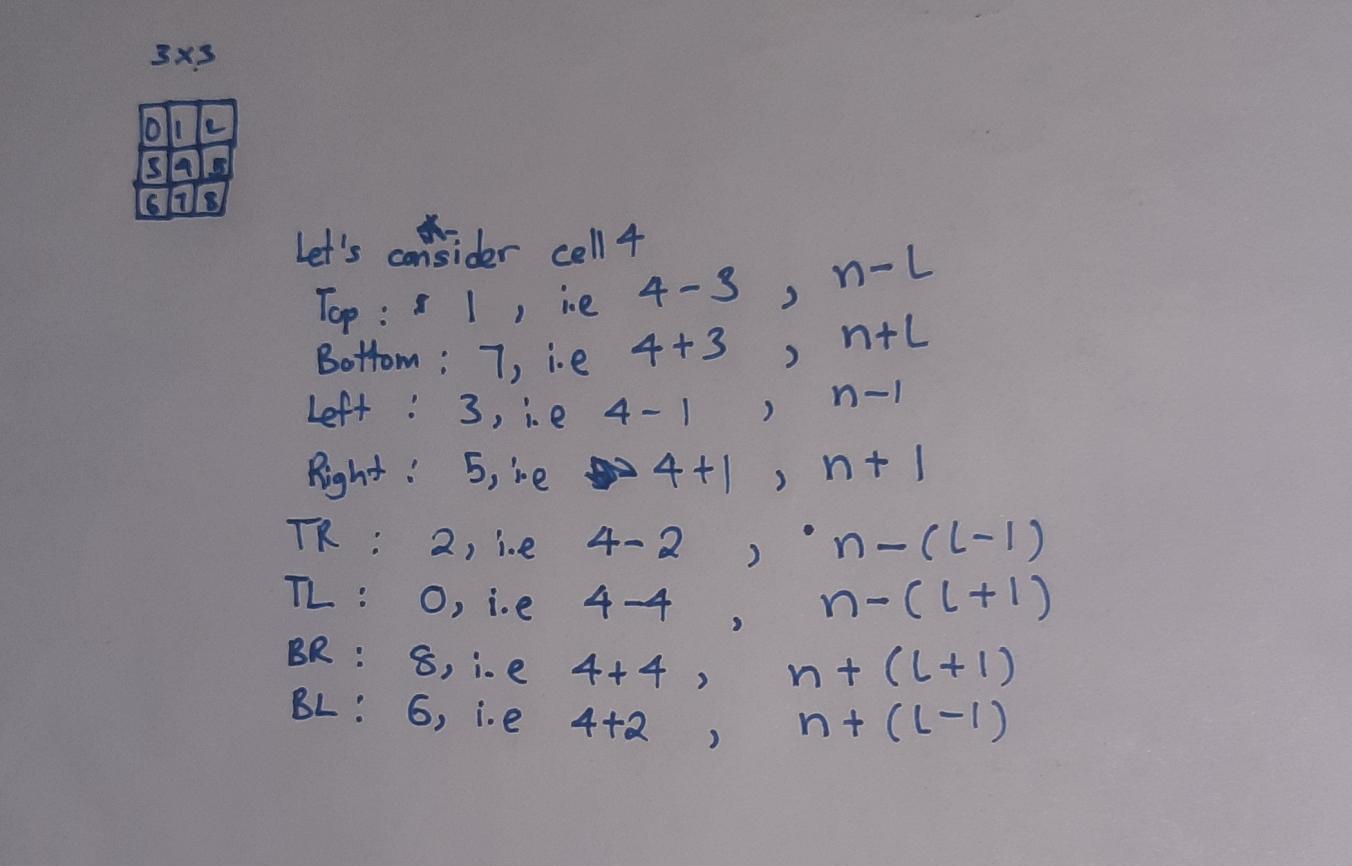 3x3
0 1 2
3 4 5
6 7 8
Let's consider cell 4
Top : 1 , i.e 4-3 , n-L
Bottom : 7, i.e 4+3 , n+L
Left : 3, i.e 4-1 , n-1
Right : 5, i.e 4+1 , n+1
TR : 2, i.e 4-2 , n-(L-1)
TL : 0, i.e 4-4 , n-(L+1)
BR : 8, i.e 4+4 , n+(L+1)
BL : 6, i.e 4+2 , n+(L-1)